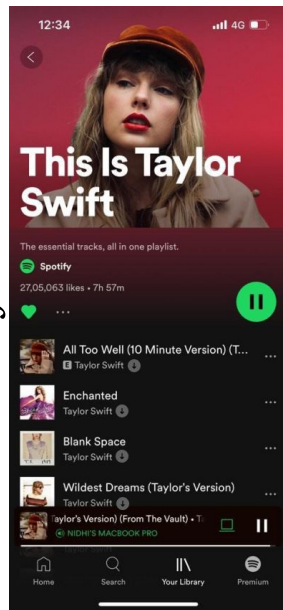 12:34
4G
This Is Taylor
Swift
The essential tracks, all in one playlist.
Spotify
27,05,063 likes • 7h 57m
All Too Well (10 Minute Version) (T...
E Taylor Swift
Enchanted
Taylor Swift
Blank Space
Taylor Swift
Wildest Dreams (Taylor's Version)
Taylor Swift
Taylor's Version) (From The Vault) •
NIDHI'S MACBOOK PRO
Home
Search
Your Library
Premium